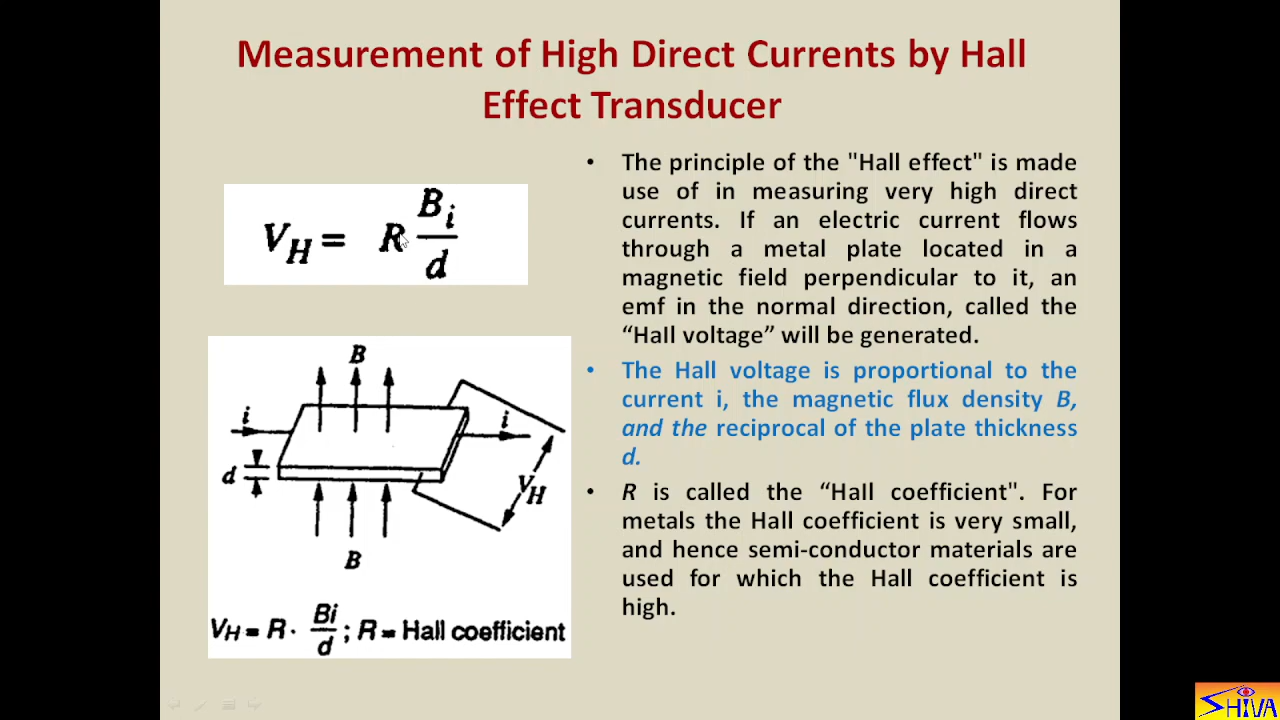 Measurement of High Direct Currents by Hall
Effect Transducer
V_H = R B_i / d
B
i
i
d
V_H
B
V_H = R · Bi/d ; R = Hall coefficient
• The principle of the "Hall effect" is made
use of in measuring very high direct
currents. If an electric current flows
through a metal plate located in a
magnetic field perpendicular to it, an
emf in the normal direction, called the
“Hall voltage” will be generated.
• The Hall voltage is proportional to the
current i, the magnetic flux density B,
and the reciprocal of the plate thickness
d.
• R is called the “Hall coefficient". For
metals the Hall coefficient is very small,
and hence semi-conductor materials are
used for which the Hall coefficient is
high.
SHIVA